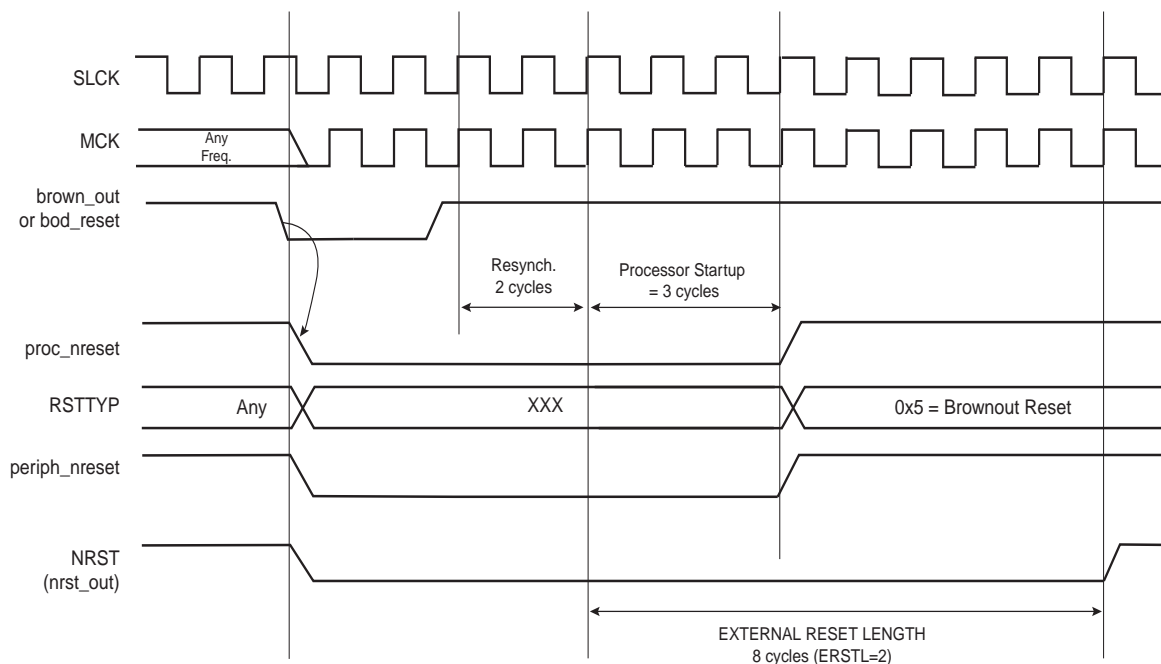 SLCK
MCK
Any
Freq.
brown_out
or bod_reset
Resynch.
2 cycles
Processor Startup
= 3 cycles
proc_nreset
RSTTYP
Any
XXX
0x5 = Brownout Reset
periph_nreset
NRST
(nrst_out)
EXTERNAL RESET LENGTH
8 cycles (ERSTL=2)